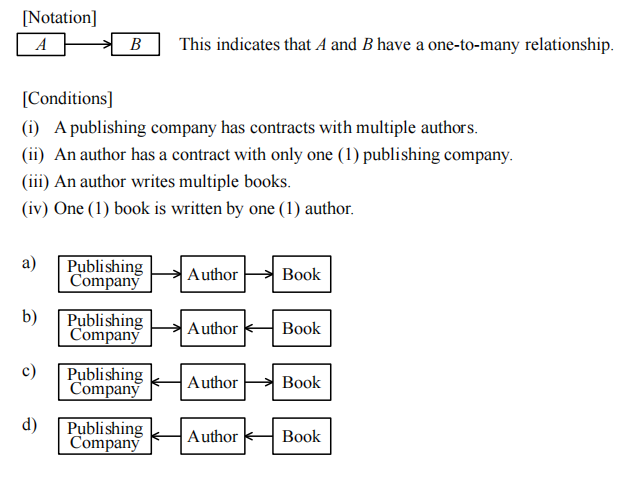 [Notation]
A B This indicates that A and B have a one-to-many relationship.
[Conditions]
(i) A publishing company has contracts with multiple authors.
(ii) An author has a contract with only one (1) publishing company.
(iii) An author writes multiple books.
(iv) One (1) book is written by one (1) author.
a) Publishing
Company Author Book
b) Publishing
Company Author Book
c) Publishing
Company Author Book
d) Publishing
Company Author Book